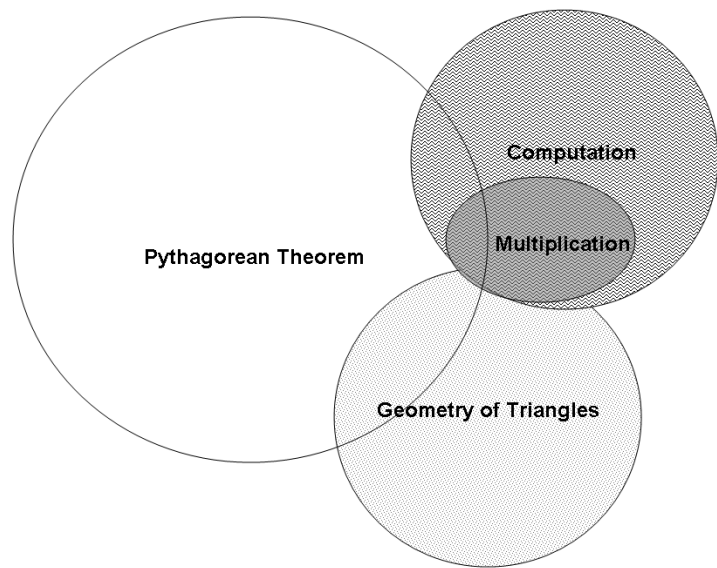 Computation
Multiplication
Pythagorean Theorem
Geometry of Triangles